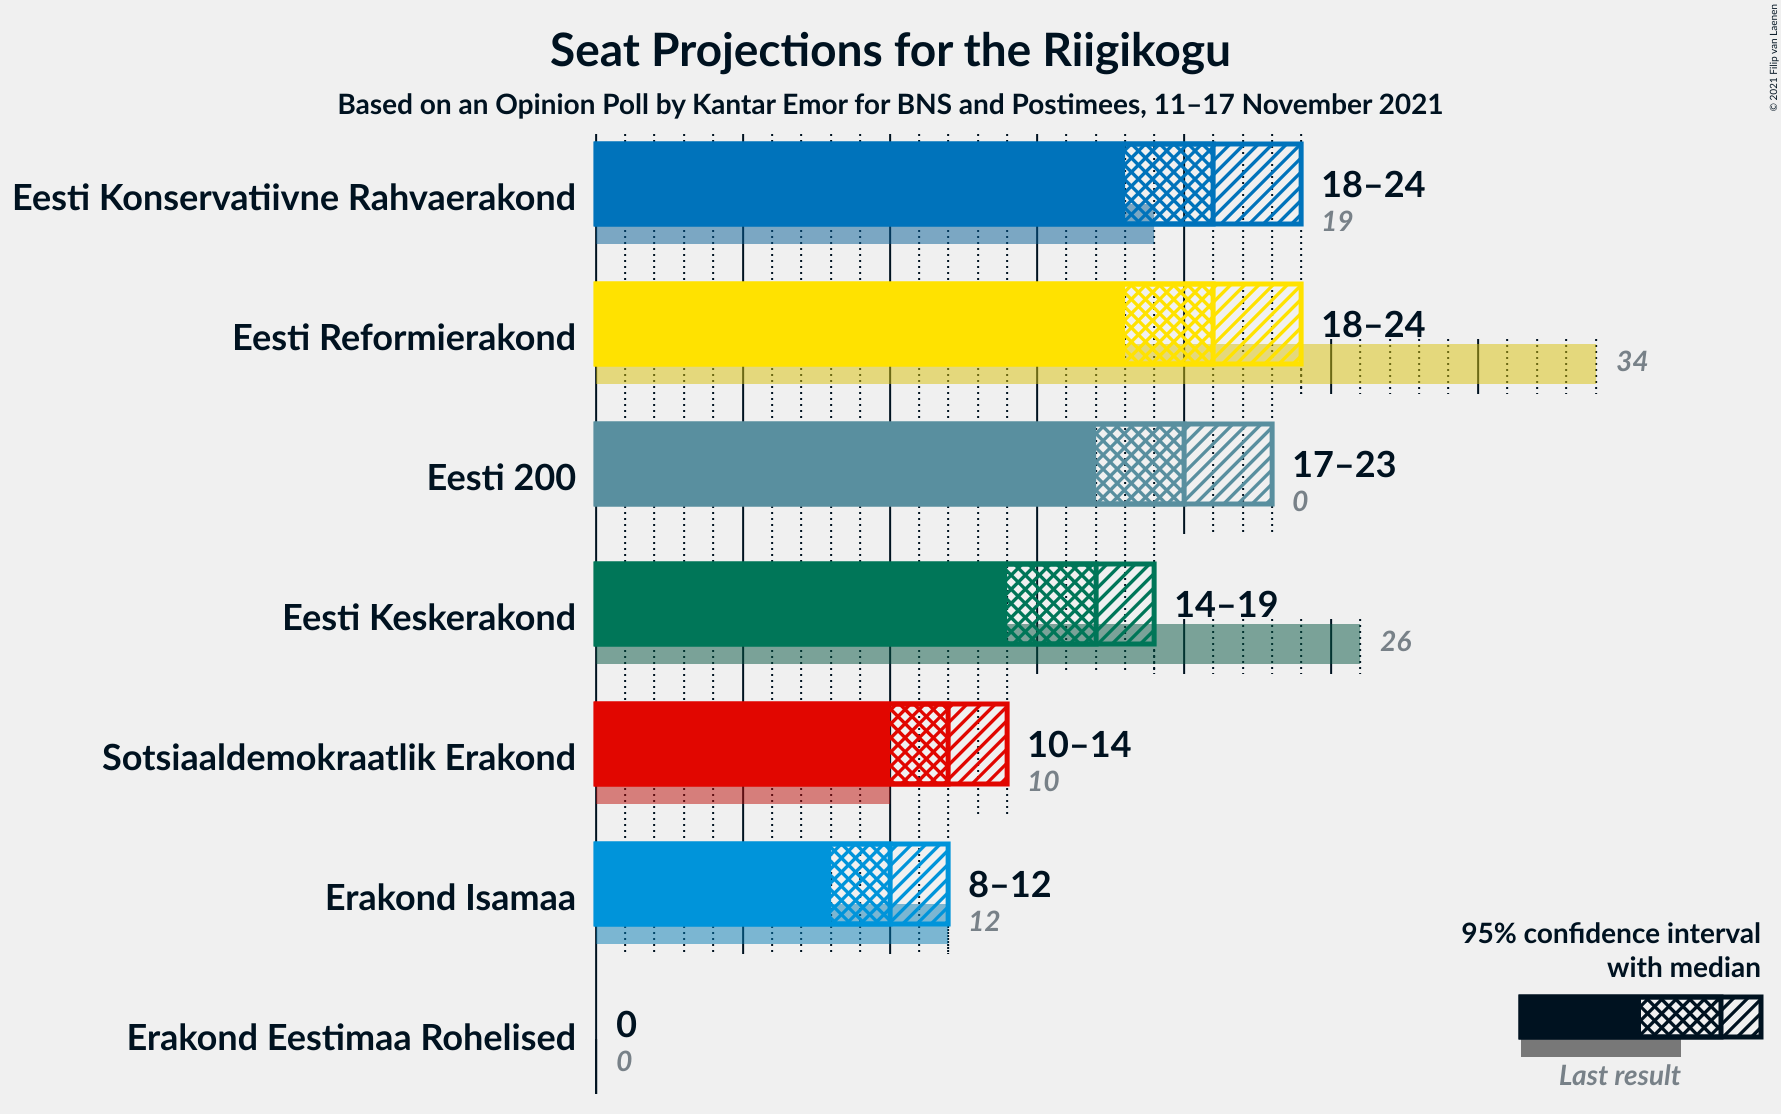 Seat Projections for the Riigikogu
Based on an Opinion Poll by Kantar Emor for BNS and Postimees, 11–17 November 2021
© 2021 Filip van Laenen
Eesti Konservatiivne Rahvaerakond
18–24
19
Eesti Reformierakond
18–24
34
Eesti 200
17–23
0
Eesti Keskerakond
14–19
26
Sotsiaaldemokraatlik Erakond
10–14
10
Erakond Isamaa
8–12
12
Erakond Eestimaa Rohelised
0
0
95% confidence interval
with median
Last result